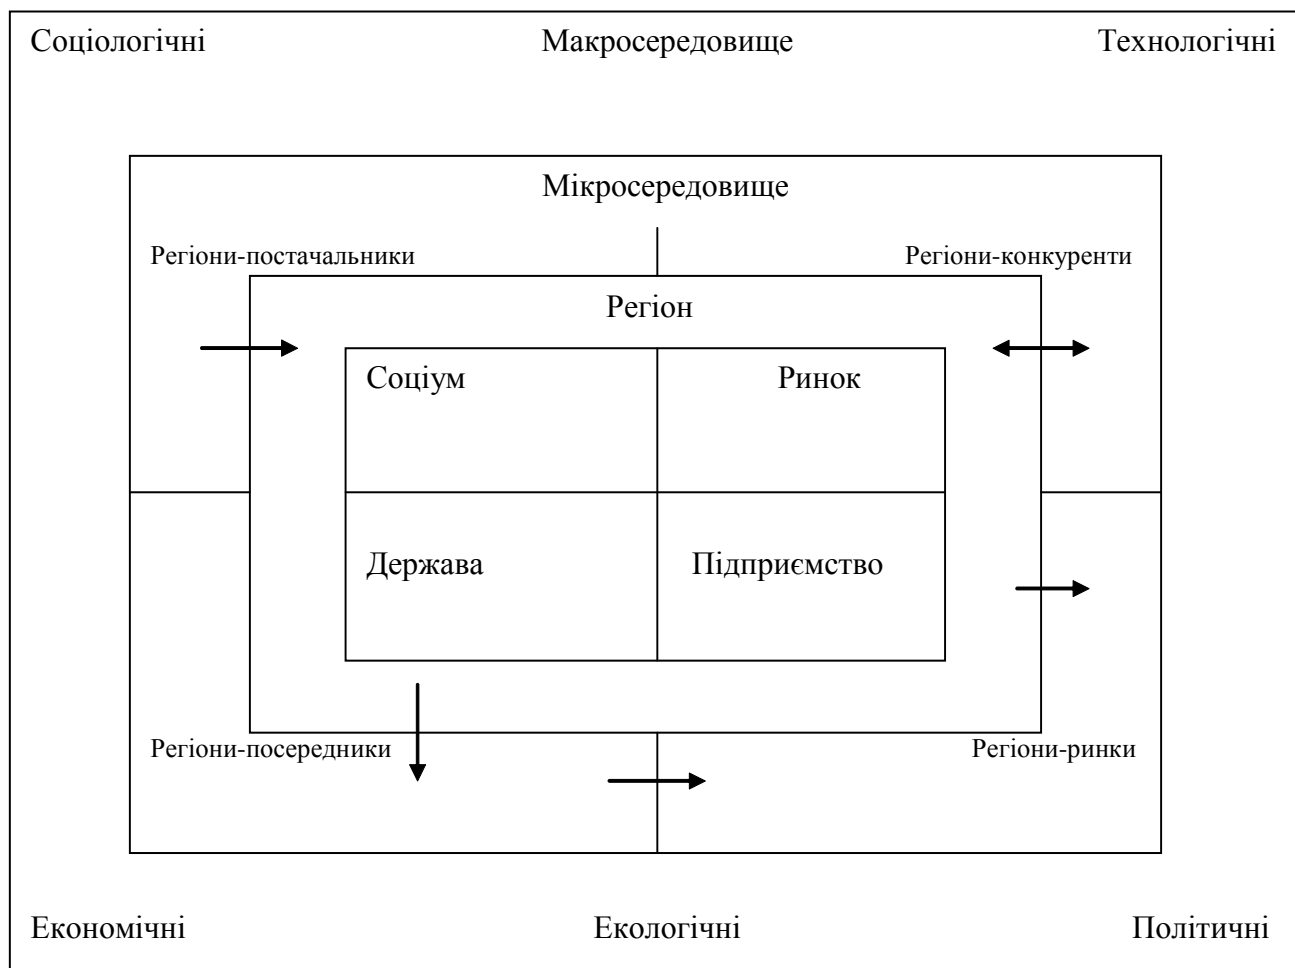 Соціологічні Макросередовище Технологічні
Мікросередовище
Регіони-постачальники Регіони-конкуренти
Регіон
Соціум Ринок
Держава Підприємство
Регіони-посередники Регіони-ринки
Економічні Екологічні Політичні